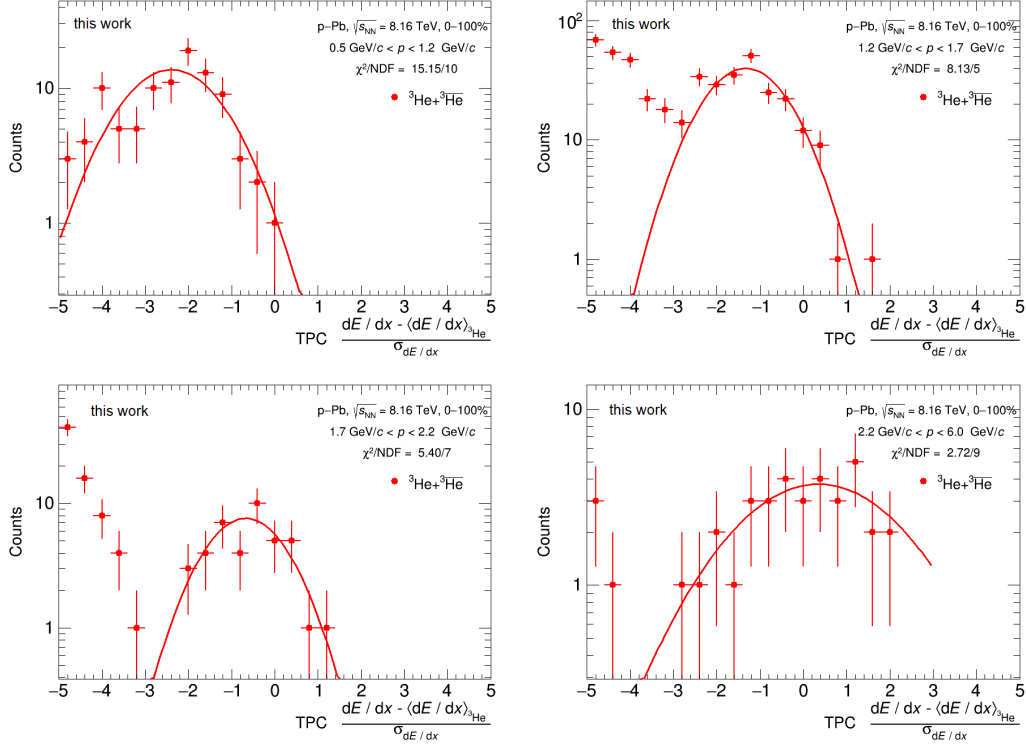 this work
p−Pb, √sNN = 8.16 TeV, 0−100%
0.5 GeV/c < p < 1.2 GeV/c
χ²/NDF = 15.15/10
³He+³H̅e̅
Counts
10
1
−5 −4 −3 −2 −1 0 1 2 3 4 5
TPC dE / dx - ⟨dE / dx⟩³He
σdE / dx
this work
p−Pb, √sNN = 8.16 TeV, 0−100%
1.2 GeV/c < p < 1.7 GeV/c
χ²/NDF = 8.13/5
³He+³H̅e̅
Counts
10²
10
1
−5 −4 −3 −2 −1 0 1 2 3 4 5
TPC dE / dx - ⟨dE / dx⟩³He
σdE / dx
this work
p−Pb, √sNN = 8.16 TeV, 0−100%
1.7 GeV/c < p < 2.2 GeV/c
χ²/NDF = 5.40/7
³He+³H̅e̅
Counts
10
1
−5 −4 −3 −2 −1 0 1 2 3 4 5
TPC dE / dx - ⟨dE / dx⟩³He
σdE / dx
this work
p−Pb, √sNN = 8.16 TeV, 0−100%
2.2 GeV/c < p < 6.0 GeV/c
χ²/NDF = 2.72/9
³He+³H̅e̅
Counts
10
1
−5 −4 −3 −2 −1 0 1 2 3 4 5
TPC dE / dx - ⟨dE / dx⟩³He
σdE / dx